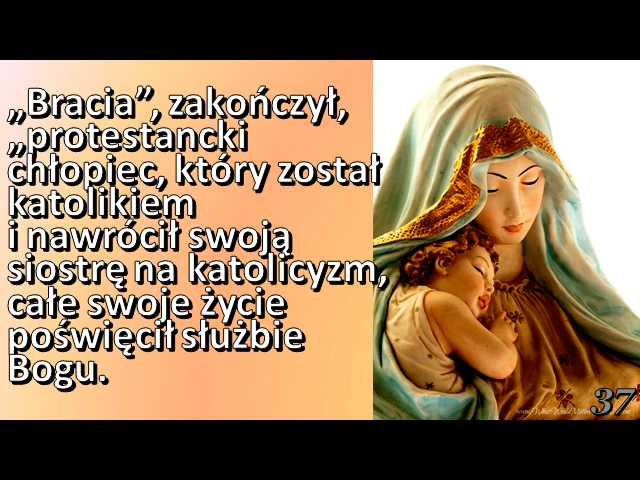 „Bracia”, zakończył,
„protestancki
chłopiec, który został
katolikiem
i nawrócił swoją
siostrę na katolicyzm,
całe swoje życie
poświęcił służbie
Bogu.
37